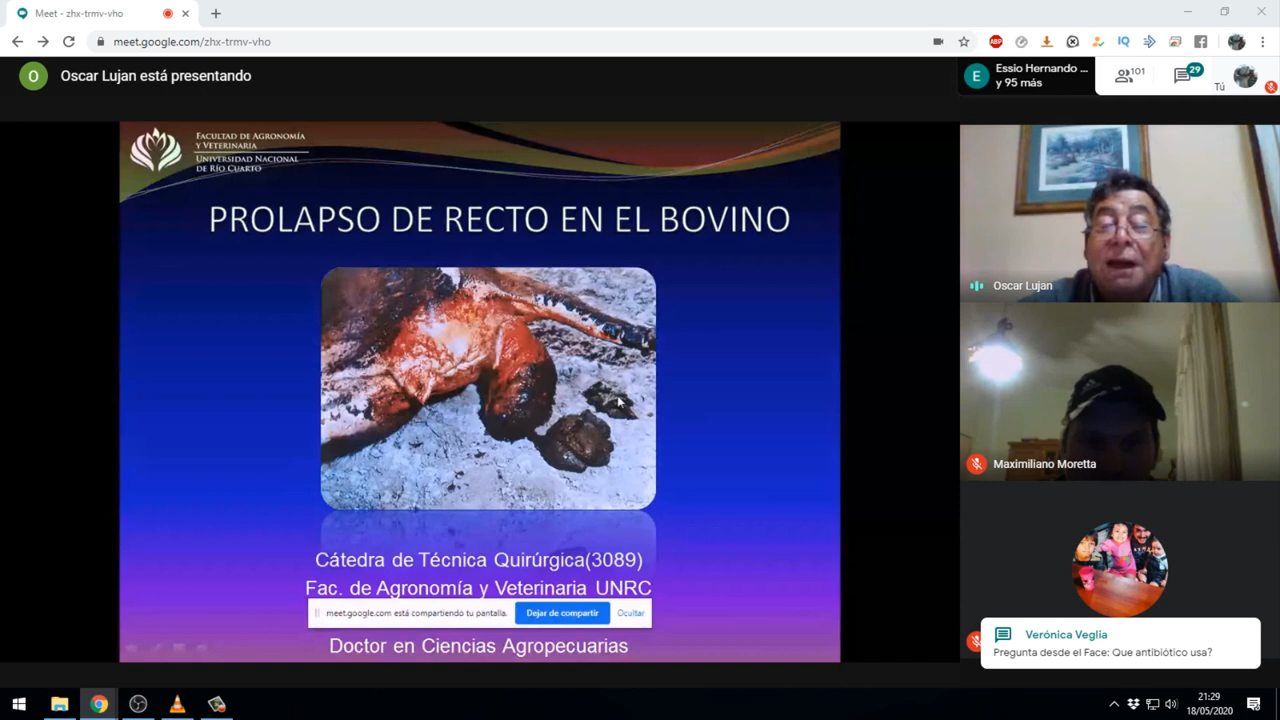 Meet - zhx-trmv-vho
meet.google.com/zhx-trmv-vho
ABP
IQ
O
Oscar Lujan está presentando
E
Essio Hernando ...
y 95 más
101
29
Tú
FACULTAD DE AGRONOMÍA
Y VETERINARIA
UNIVERSIDAD NACIONAL
DE RÍO CUARTO
PROLAPSO DE RECTO EN EL BOVINO
Cátedra de Técnica Quirúrgica(3089)
Fac. de Agronomía y Veterinaria UNRC
meet.google.com está compartiendo tu pantalla.
Dejar de compartir
Ocultar
Doctor en Ciencias Agropecuarias
Oscar Lujan
Maximiliano Moretta
Verónica Veglia
Pregunta desde el Face: Que antibiótico usa?
21:29
18/05/2020